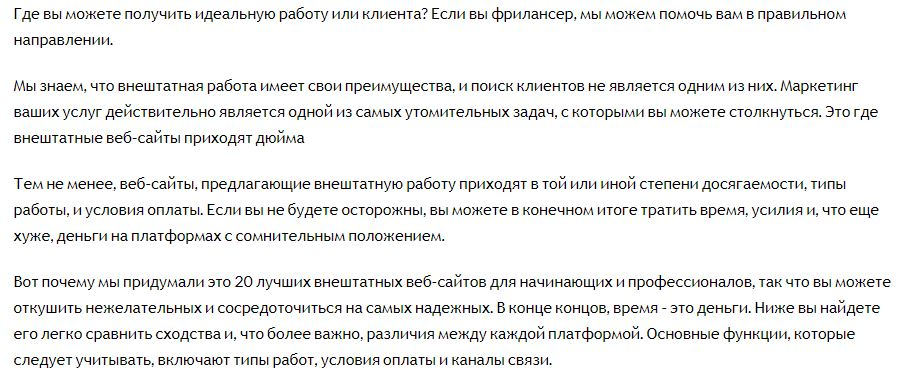 Где вы можете получить идеальную работу или клиента? Если вы фрилансер, мы можем помочь вам в правильном
направлении.
Мы знаем, что внештатная работа имеет свои преимущества, и поиск клиентов не является одним из них. Маркетинг
ваших услуг действительно является одной из самых утомительных задач, с которыми вы можете столкнуться. Это где
внештатные веб-сайты приходят дюйма
Тем не менее, веб-сайты, предлагающие внештатную работу приходят в той или иной степени досягаемости, типы
работы, и условия оплаты. Если вы не будете осторожны, вы можете в конечном итоге тратить время, усилия и, что еще
хуже, деньги на платформах с сомнительным положением.
Вот почему мы придумали это 20 лучших внештатных веб-сайтов для начинающих и профессионалов, так что вы можете
откушить нежелательных и сосредоточиться на самых надежных. В конце концов, время - это деньги. Ниже вы найдете
его легко сравнить сходства и, что более важно, различия между каждой платформой. Основные функции, которые
следует учитывать, включают типы работ, условия оплаты и каналы связи.